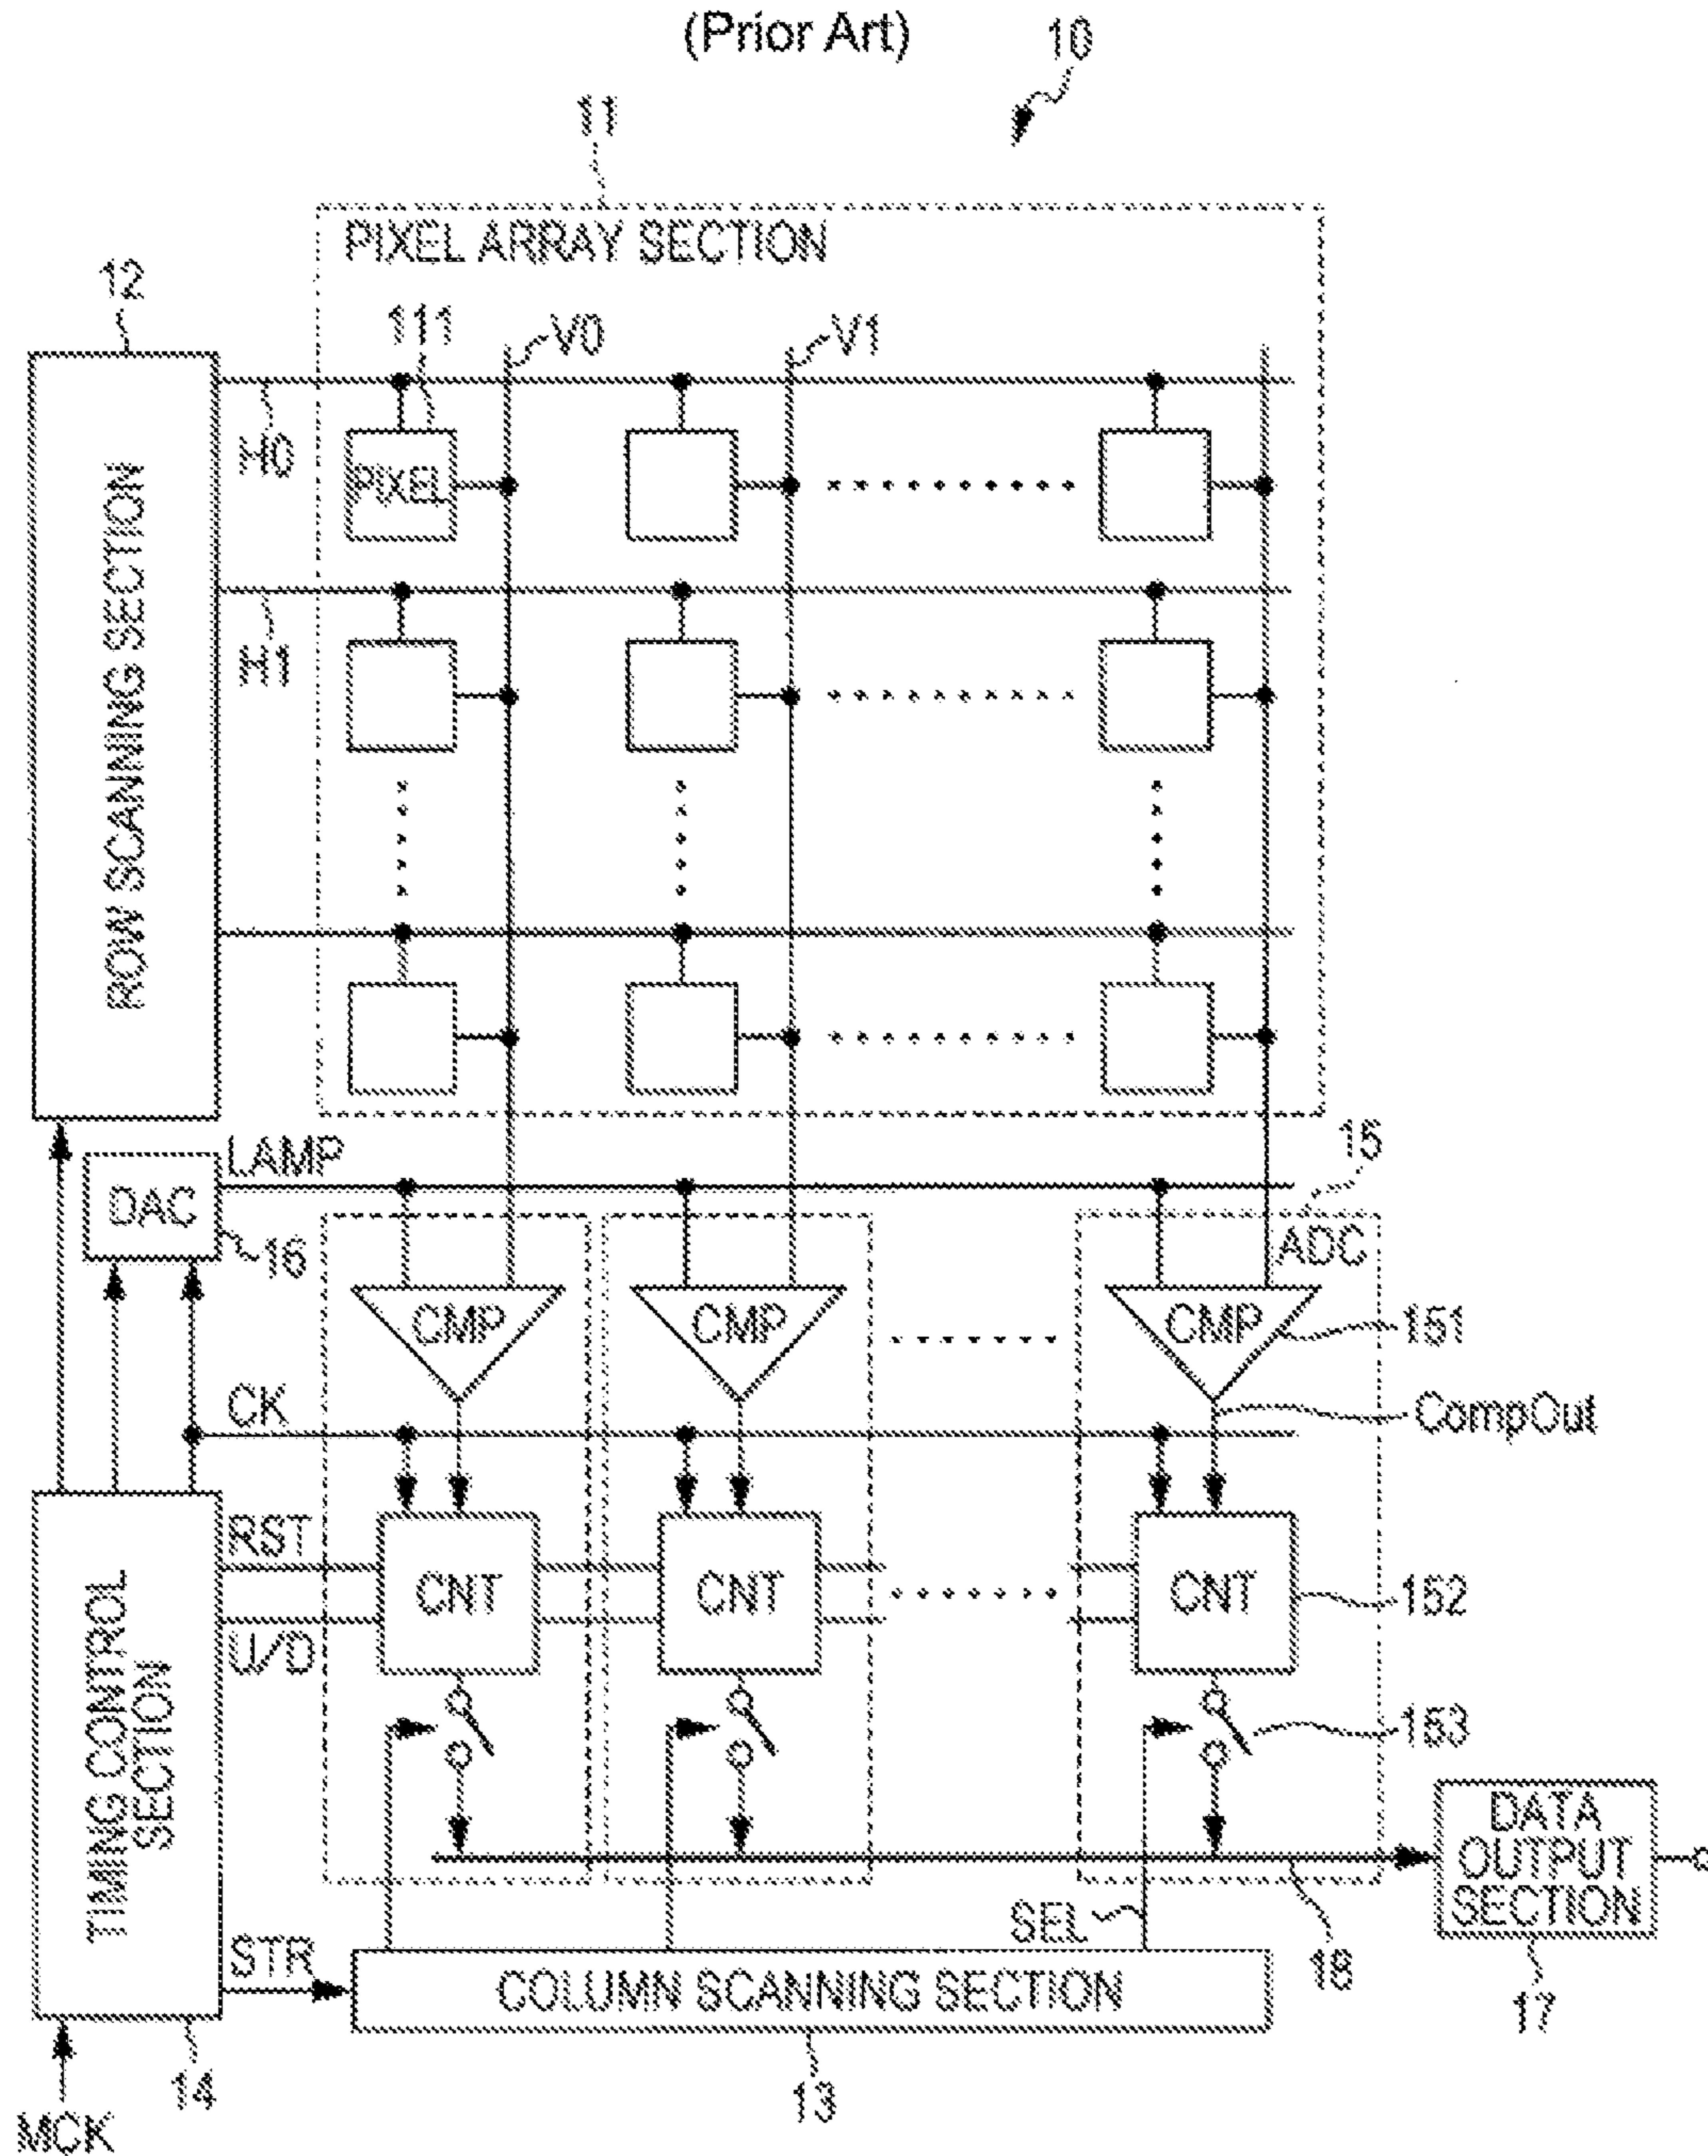 (Prior Art)
10
11
PIXEL ARRAY SECTION
12
111
V0
V1
H0
PIXEL
ROW SCANNING SECTION
H1
LAMP
15
DAC
16
ADC
CMP
CMP
CMP
151
CK
CompOut
RST
CNT
CNT
CNT
152
U/D
TIMING CONTROL
SECTION
153
DATA
OUTPUT
SECTION
SEL
18
STR
COLUMN SCANNING SECTION
17
14
13
MCK